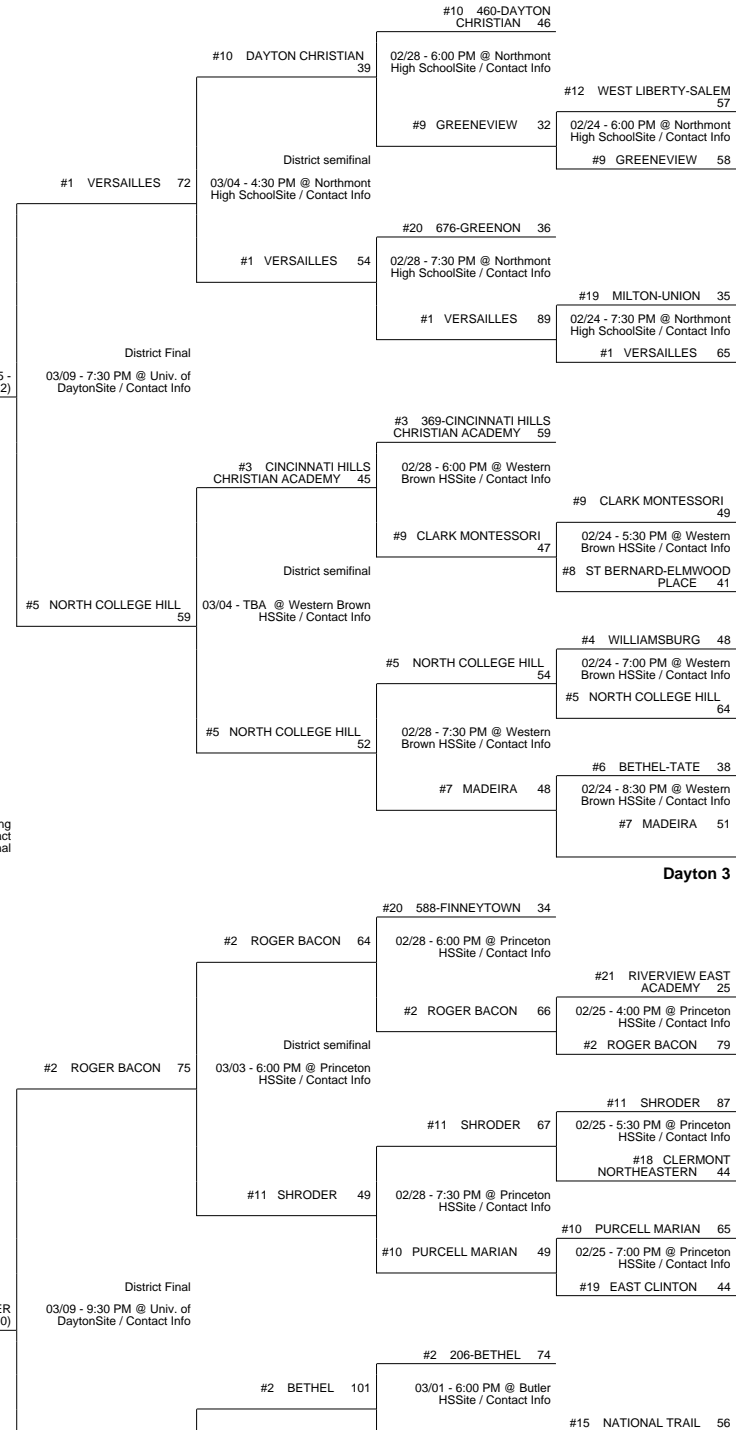 #10 460-DAYTON
CHRISTIAN 46
#10 DAYTON CHRISTIAN
39
02/28 - 6:00 PM @ Northmont
High SchoolSite / Contact Info
#12 WEST LIBERTY-SALEM
57
#9 GREENEVIEW 32
02/24 - 6:00 PM @ Northmont
High SchoolSite / Contact Info
#9 GREENEVIEW 58
District semifinal
#1 VERSAILLES 72
03/04 - 4:30 PM @ Northmont
High SchoolSite / Contact Info
#20 676-GREENON 36
#1 VERSAILLES 54
02/28 - 7:30 PM @ Northmont
High SchoolSite / Contact Info
#19 MILTON-UNION 35
#1 VERSAILLES 89
02/24 - 7:30 PM @ Northmont
High SchoolSite / Contact Info
#1 VERSAILLES 65
District Final
5 -
2)
03/09 - 7:30 PM @ Univ. of
DaytonSite / Contact Info
#3 369-CINCINNATI HILLS
CHRISTIAN ACADEMY 59
#3 CINCINNATI HILLS
CHRISTIAN ACADEMY 45
02/28 - 6:00 PM @ Western
Brown HSSite / Contact Info
#9 CLARK MONTESSORI
49
#9 CLARK MONTESSORI
47
02/24 - 5:30 PM @ Western
Brown HSSite / Contact Info
#8 ST BERNARD-ELMWOOD
PLACE 41
District semifinal
#5 NORTH COLLEGE HILL
59
03/04 - TBA @ Western Brown
HSSite / Contact Info
#4 WILLIAMSBURG 48
#5 NORTH COLLEGE HILL
54
02/24 - 7:00 PM @ Western
Brown HSSite / Contact Info
#5 NORTH COLLEGE HILL
64
#5 NORTH COLLEGE HILL
52
02/28 - 7:30 PM @ Western
Brown HSSite / Contact Info
#6 BETHEL-TATE 38
#7 MADEIRA 48
02/24 - 8:30 PM @ Western
Brown HSSite / Contact Info
#7 MADEIRA 51
ng
act
nal
Dayton 3
#20 588-FINNEYTOWN 34
#2 ROGER BACON 64
02/28 - 6:00 PM @ Princeton
HSSite / Contact Info
#21 RIVERVIEW EAST
ACADEMY 25
#2 ROGER BACON 66
02/25 - 4:00 PM @ Princeton
HSSite / Contact Info
#2 ROGER BACON 79
District semifinal
#2 ROGER BACON 75
03/03 - 6:00 PM @ Princeton
HSSite / Contact Info
#11 SHRODER 87
#11 SHRODER 67
02/25 - 5:30 PM @ Princeton
HSSite / Contact Info
#18 CLERMONT
NORTHEASTERN 44
#11 SHRODER 49
02/28 - 7:30 PM @ Princeton
HSSite / Contact Info
#10 PURCELL MARIAN 65
#10 PURCELL MARIAN 49
02/25 - 7:00 PM @ Princeton
HSSite / Contact Info
#19 EAST CLINTON 44
District Final
ER
0)
03/09 - 9:30 PM @ Univ. of
DaytonSite / Contact Info
#2 206-BETHEL 74
#2 BETHEL 101
03/01 - 6:00 PM @ Butler
HSSite / Contact Info
#15 NATIONAL TRAIL 56